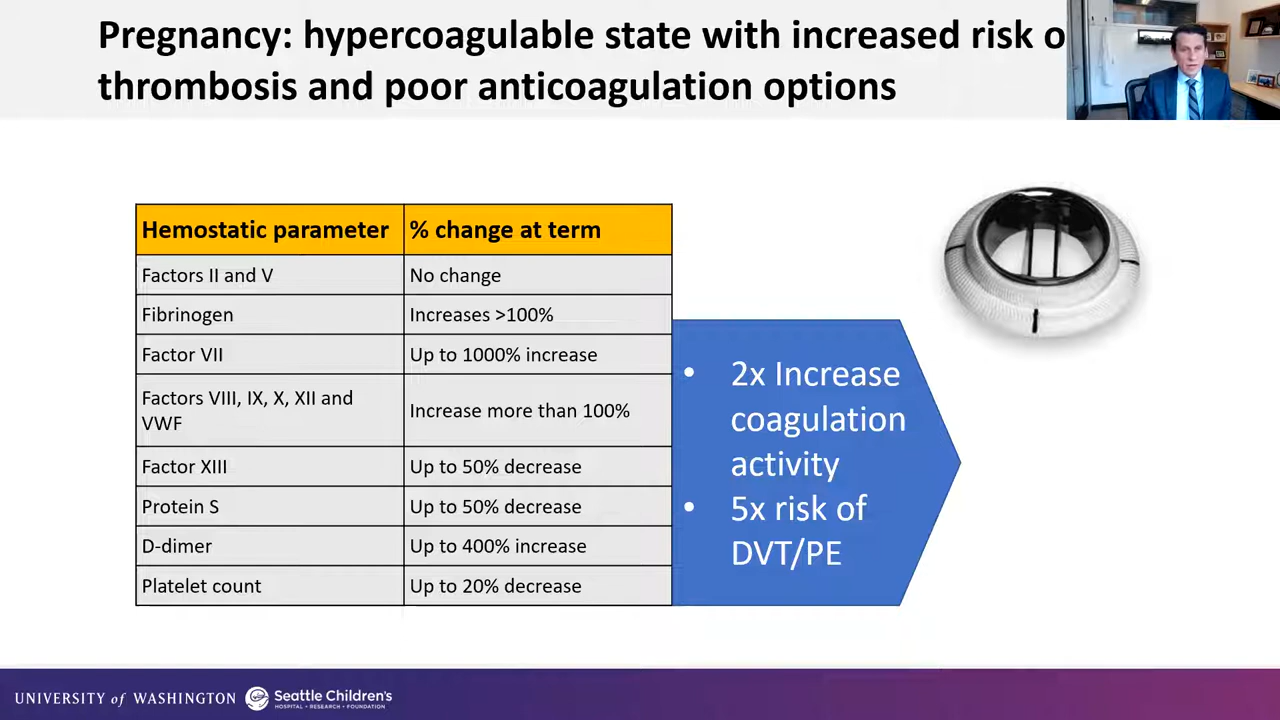 Pregnancy: hypercoagulable state with increased risk o
thrombosis and poor anticoagulation options
Hemostatic parameter % change at term
Factors II and V No change
Fibrinogen Increases >100%
Factor VII Up to 1000% increase
Factors VIII, IX, X, XII and
VWF
Increase more than 100%
Factor XIII Up to 50% decrease
Protein S Up to 50% decrease
D-dimer Up to 400% increase
Platelet count Up to 20% decrease
• 2x Increase
coagulation
activity
• 5x risk of
DVT/PE
UNIVERSITY of WASHINGTON
Seattle Children's
HOSPITAL • RESEARCH • FOUNDATION